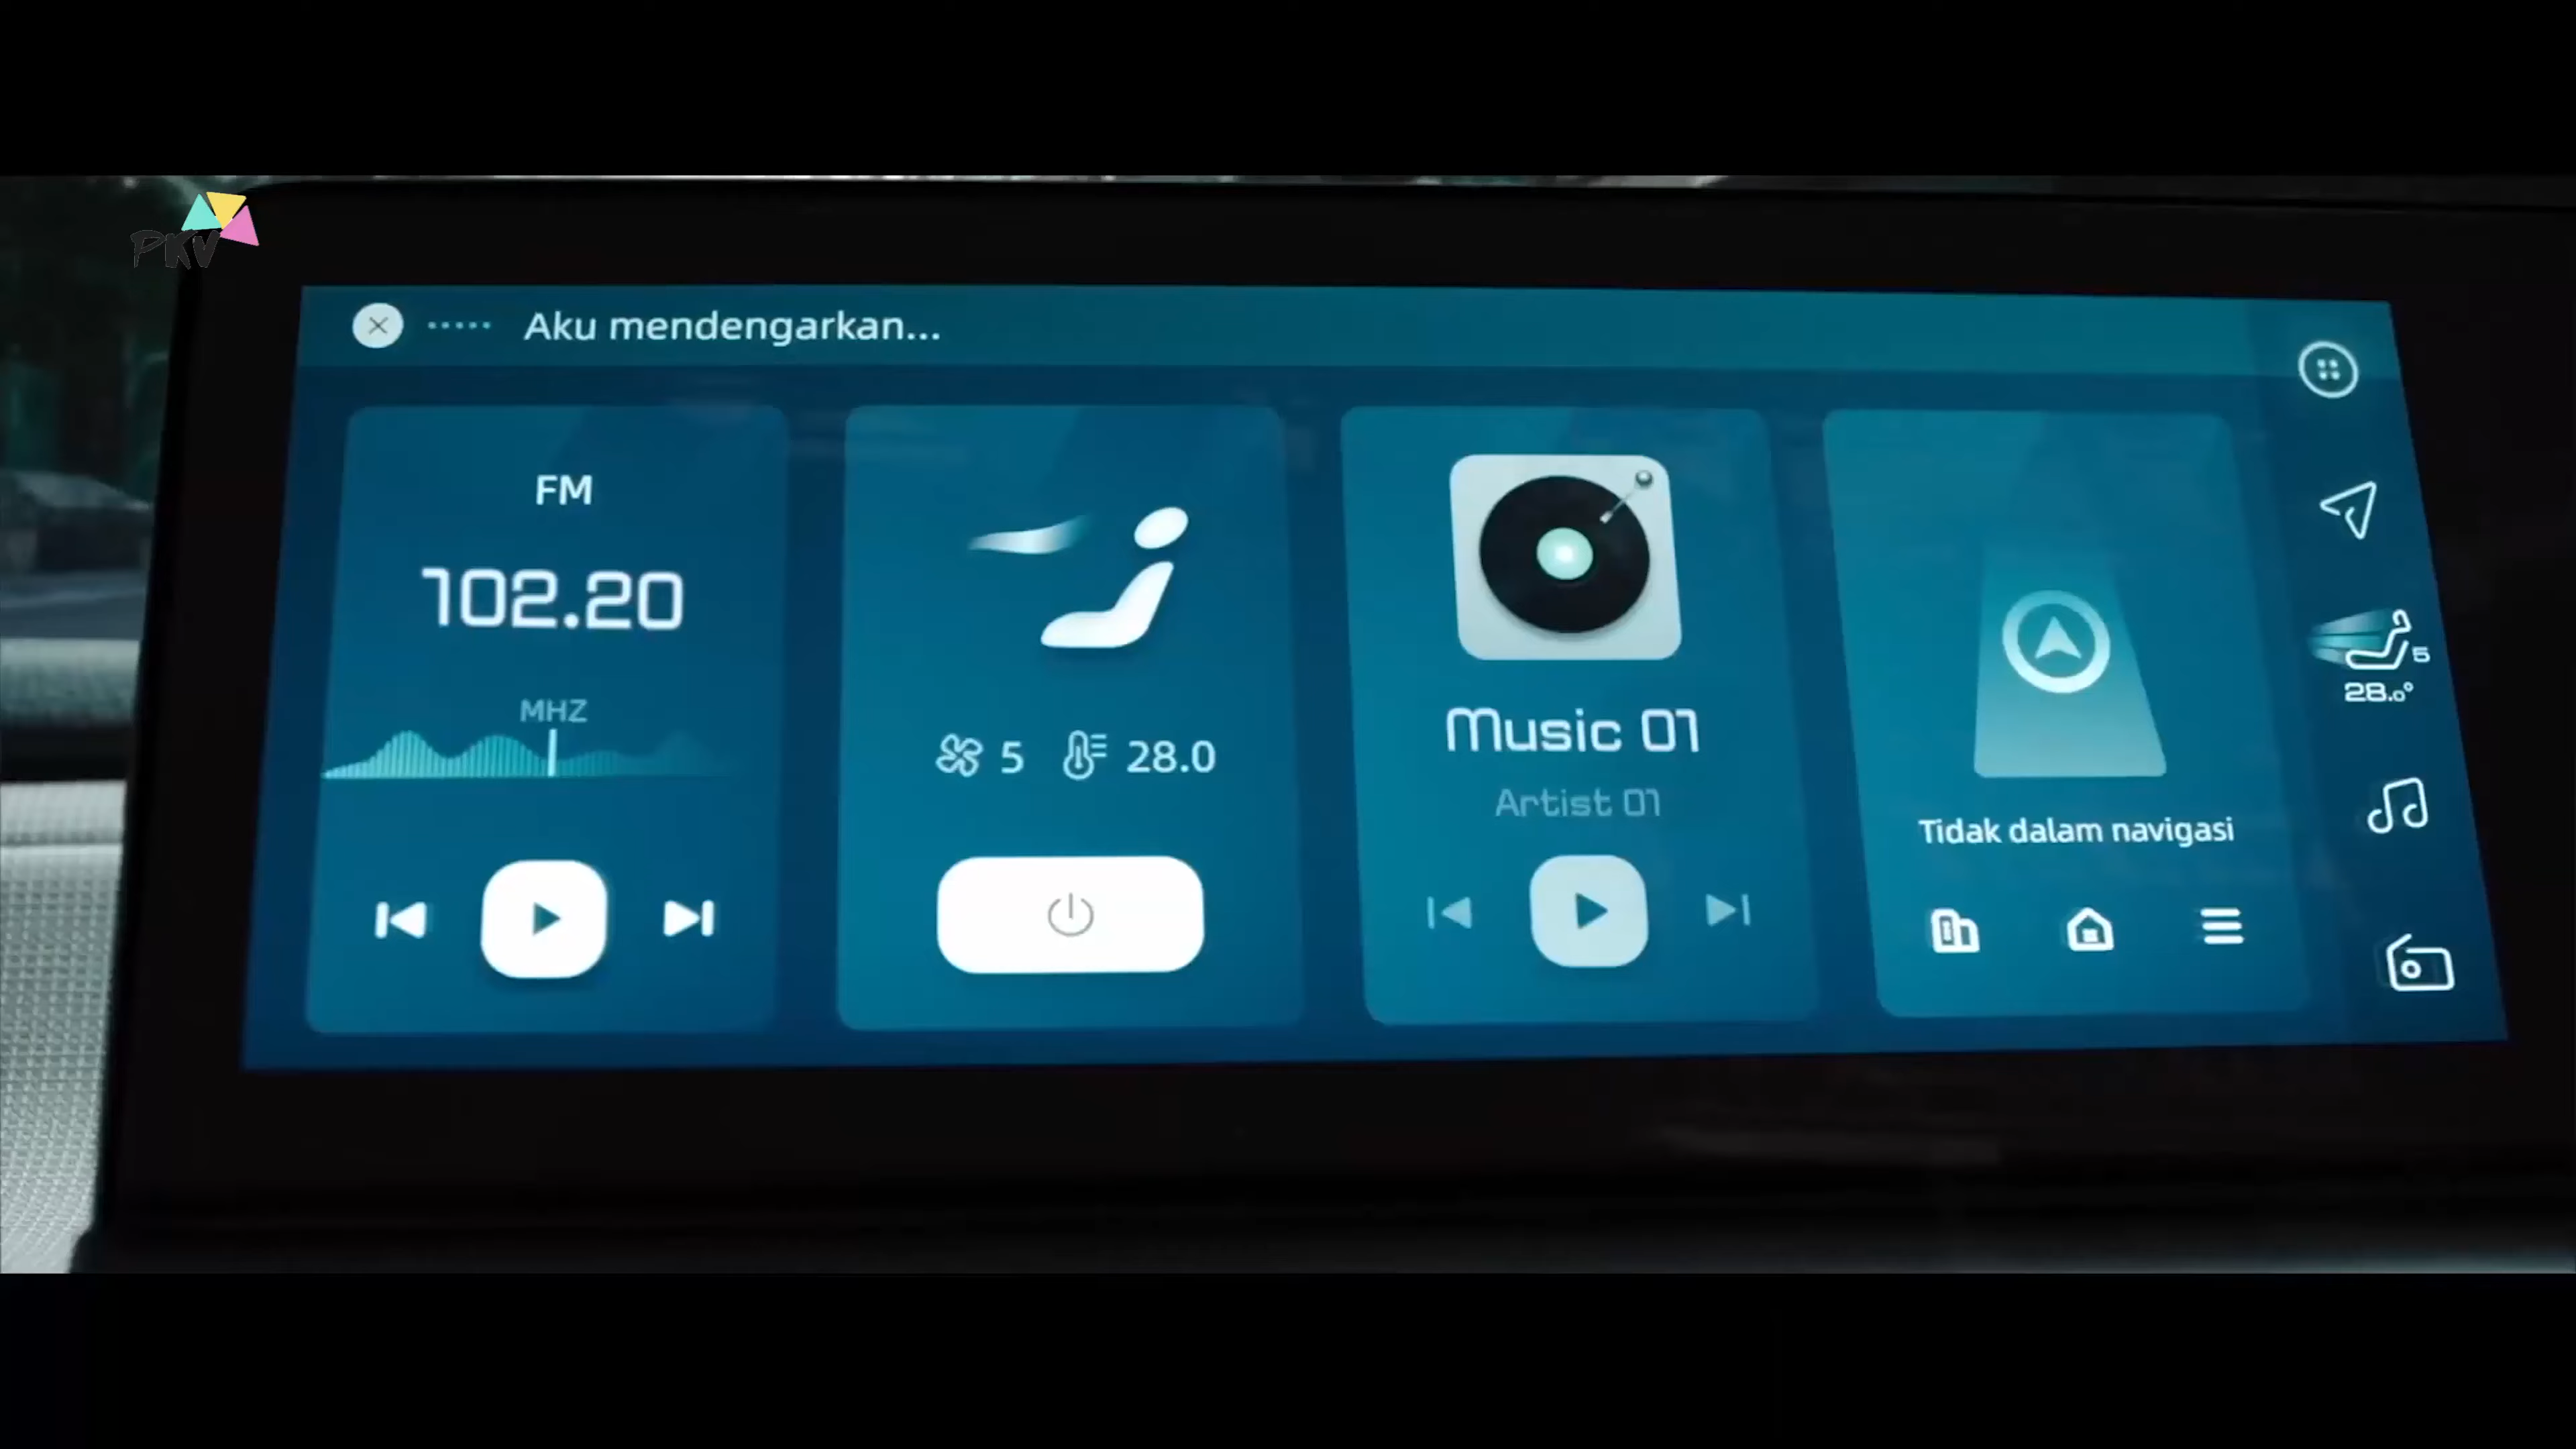 PKV
Aku mendengarkan...
FM
102.20
MHZ
5 28.0
Music 01
Artist 01
Tidak dalam navigasi
5
28.0°